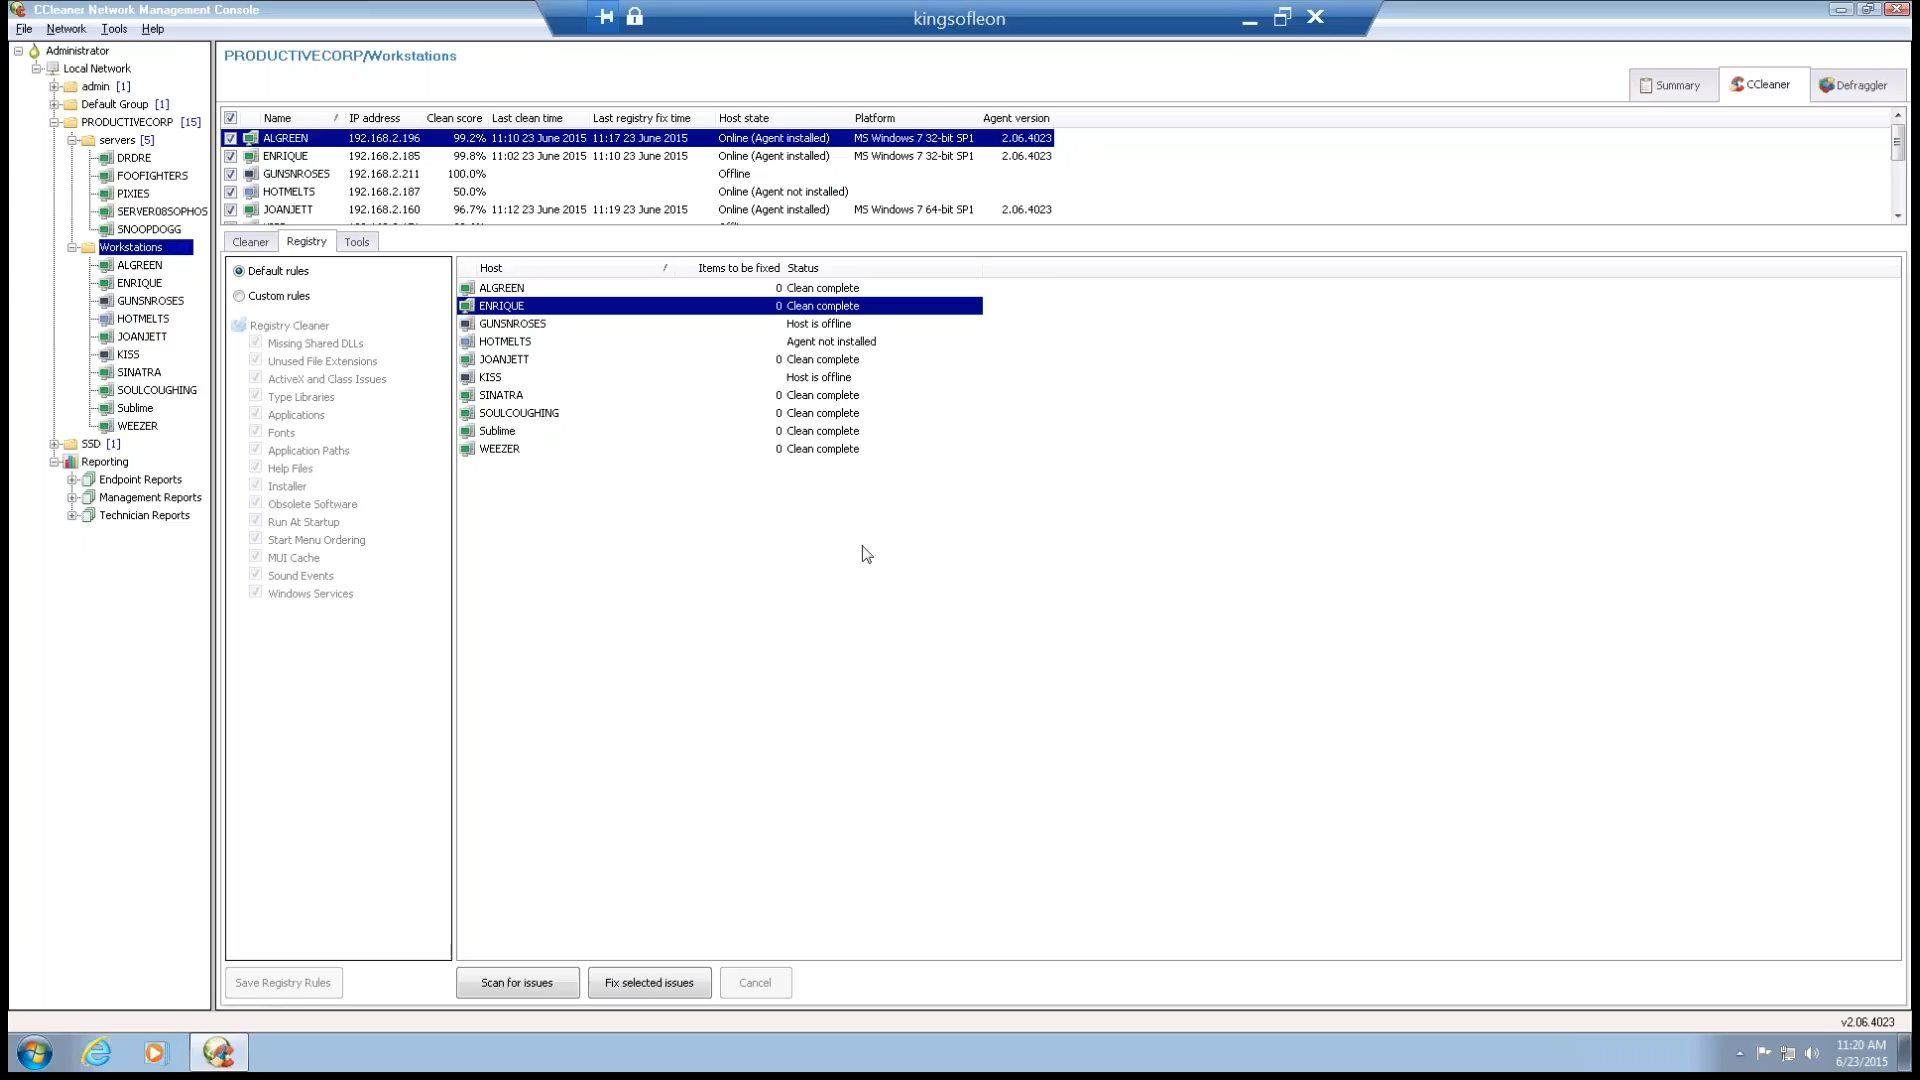 CCleaner Network Management Console
kingsofleon
File Network Tools Help
Administrator
Local Network
admin [1]
Default Group [1]
PRODUCTIVECORP [15]
servers [5]
DRDRE
FOOFIGHTERS
PIXIES
SERVER08SOPHOS
SNOOPDOGG
Workstations
ALGREEN
ENRIQUE
GUNSNROSES
HOTMELTS
JOANJETT
KISS
SINATRA
SOULCOUGHING
Sublime
WEEZER
SSD [1]
Reporting
Endpoint Reports
Management Reports
Technician Reports
PRODUCTIVECORP/Workstations
Summary CCleaner Defraggler
Name IP address Clean score Last clean time Last registry fix time Host state Platform Agent version
ALGREEN 192.168.2.196 99.2% 11:10 23 June 2015 11:17 23 June 2015 Online (Agent installed) MS Windows 7 32-bit SP1 2.06.4023
ENRIQUE 192.168.2.185 99.8% 11:02 23 June 2015 11:10 23 June 2015 Online (Agent installed) MS Windows 7 32-bit SP1 2.06.4023
GUNSNROSES 192.168.2.211 100.0% Offline
HOTMELTS 192.168.2.187 50.0% Online (Agent not installed)
JOANJETT 192.168.2.160 96.7% 11:12 23 June 2015 11:19 23 June 2015 Online (Agent installed) MS Windows 7 64-bit SP1 2.06.4023
Cleaner Registry Tools
Default rules
Custom rules
Registry Cleaner
Missing Shared DLLs
Unused File Extensions
ActiveX and Class Issues
Type Libraries
Applications
Fonts
Application Paths
Help Files
Installer
Obsolete Software
Run At Startup
Start Menu Ordering
MUI Cache
Sound Events
Windows Services
Host Items to be fixed Status
ALGREEN 0 Clean complete
ENRIQUE 0 Clean complete
GUNSNROSES Host is offline
HOTMELTS Agent not installed
JOANJETT 0 Clean complete
KISS Host is offline
SINATRA 0 Clean complete
SOULCOUGHING 0 Clean complete
Sublime 0 Clean complete
WEEZER 0 Clean complete
Save Registry Rules Scan for issues Fix selected issues Cancel
v2.06.4023
11:20 AM
6/23/2015